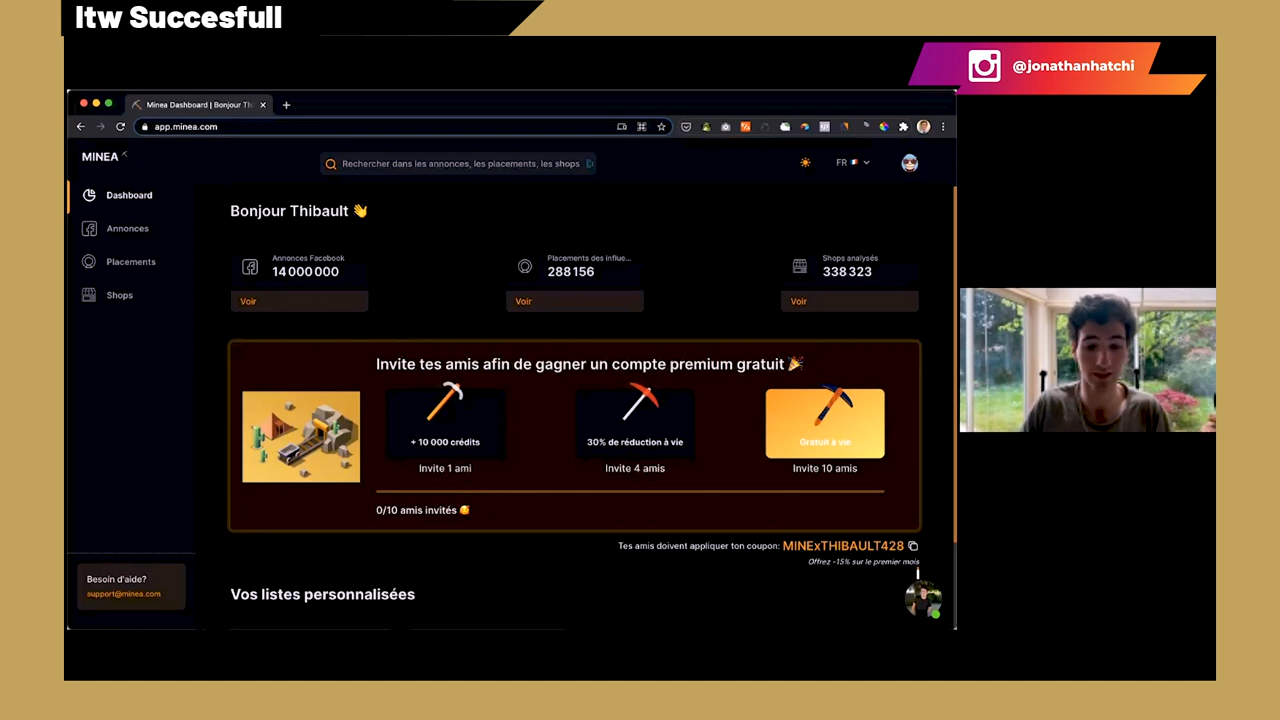 Itw Succesfull
@jonathanhatchi
Minea Dashboard | Bonjour Th
app.minea.com
MINEA
Rechercher dans les annonces, les placements, les shops
FR
Dashboard
Annonces
Placements
Shops
Bonjour Thibault 👋
Annonces Facebook
14 000 000
Voir
Placements des influe...
288 156
Voir
Shops analysés
338 323
Voir
Invite tes amis afin de gagner un compte premium gratuit 🎉
+ 10 000 crédits
Invite 1 ami
30% de réduction à vie
Invite 4 amis
Gratuit à vie
Invite 10 amis
0/10 amis invités 🥰
Tes amis doivent appliquer ton coupon: MINExTHIBAULT428
Offrez -15% sur le premier mois
Besoin d'aide?
support@minea.com
Vos listes personnalisées